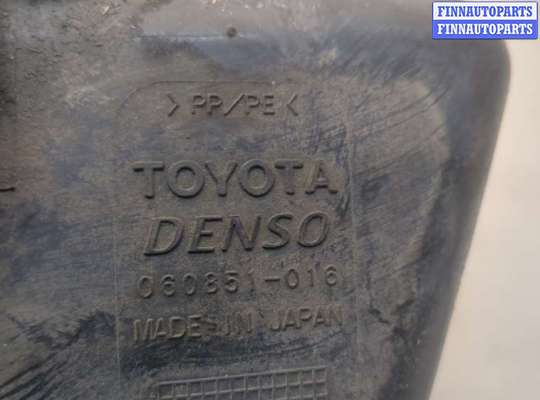 FINNAUTOPARTS
FINNAUTOPARTS
>PP/PE<
TOYOTA
DENSO
060851-016
MADE IN JAPAN